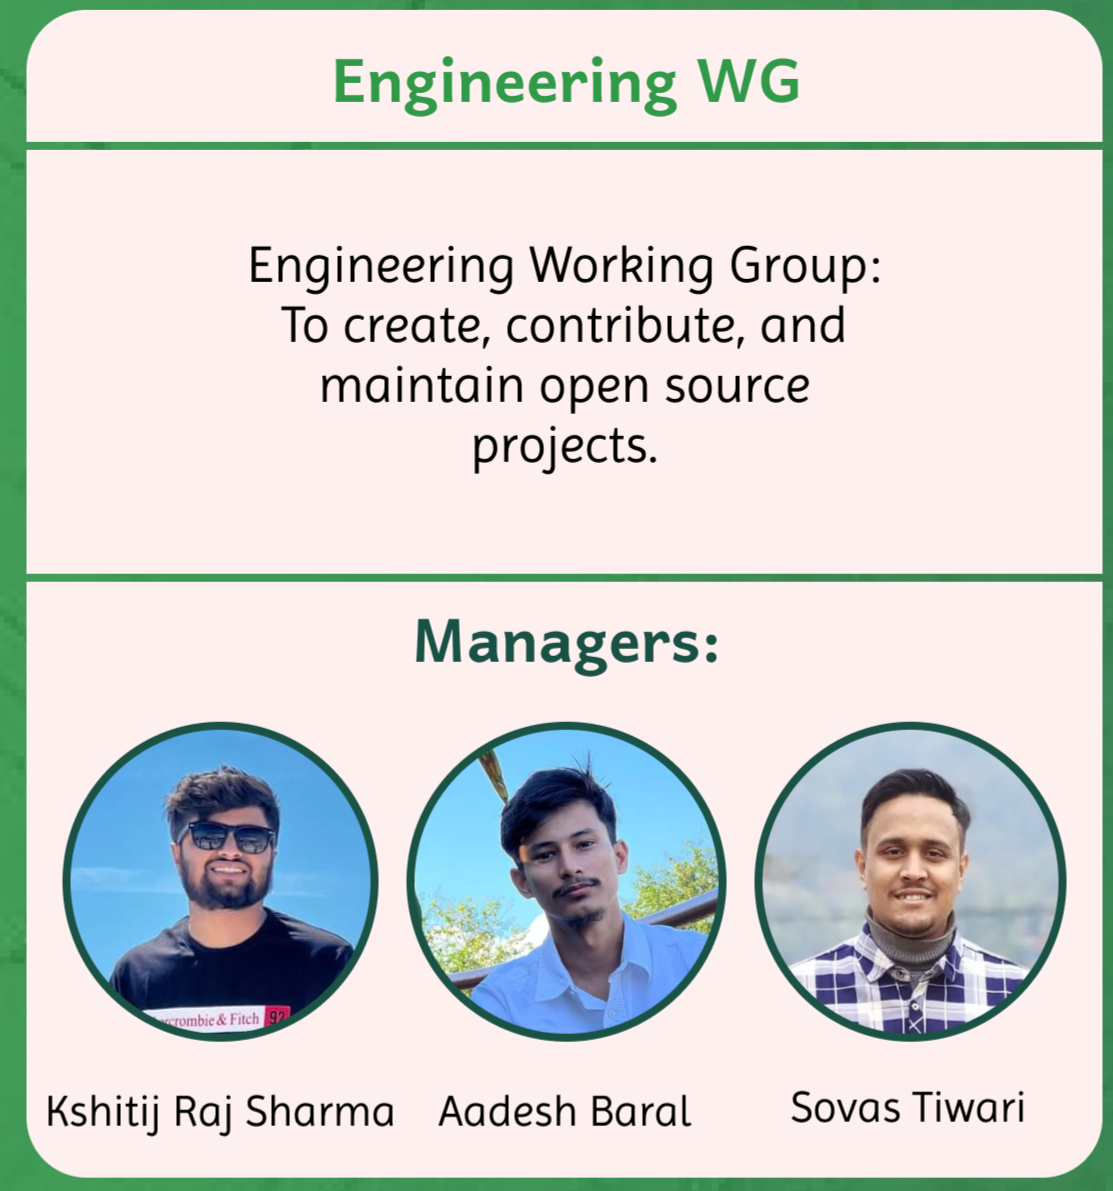 Engineering WG
Engineering Working Group:
To create, contribute, and
maintain open source
projects.
Managers:
& Fitch 92
Kshitij Raj Sharma Aadesh Baral Sovas Tiwari